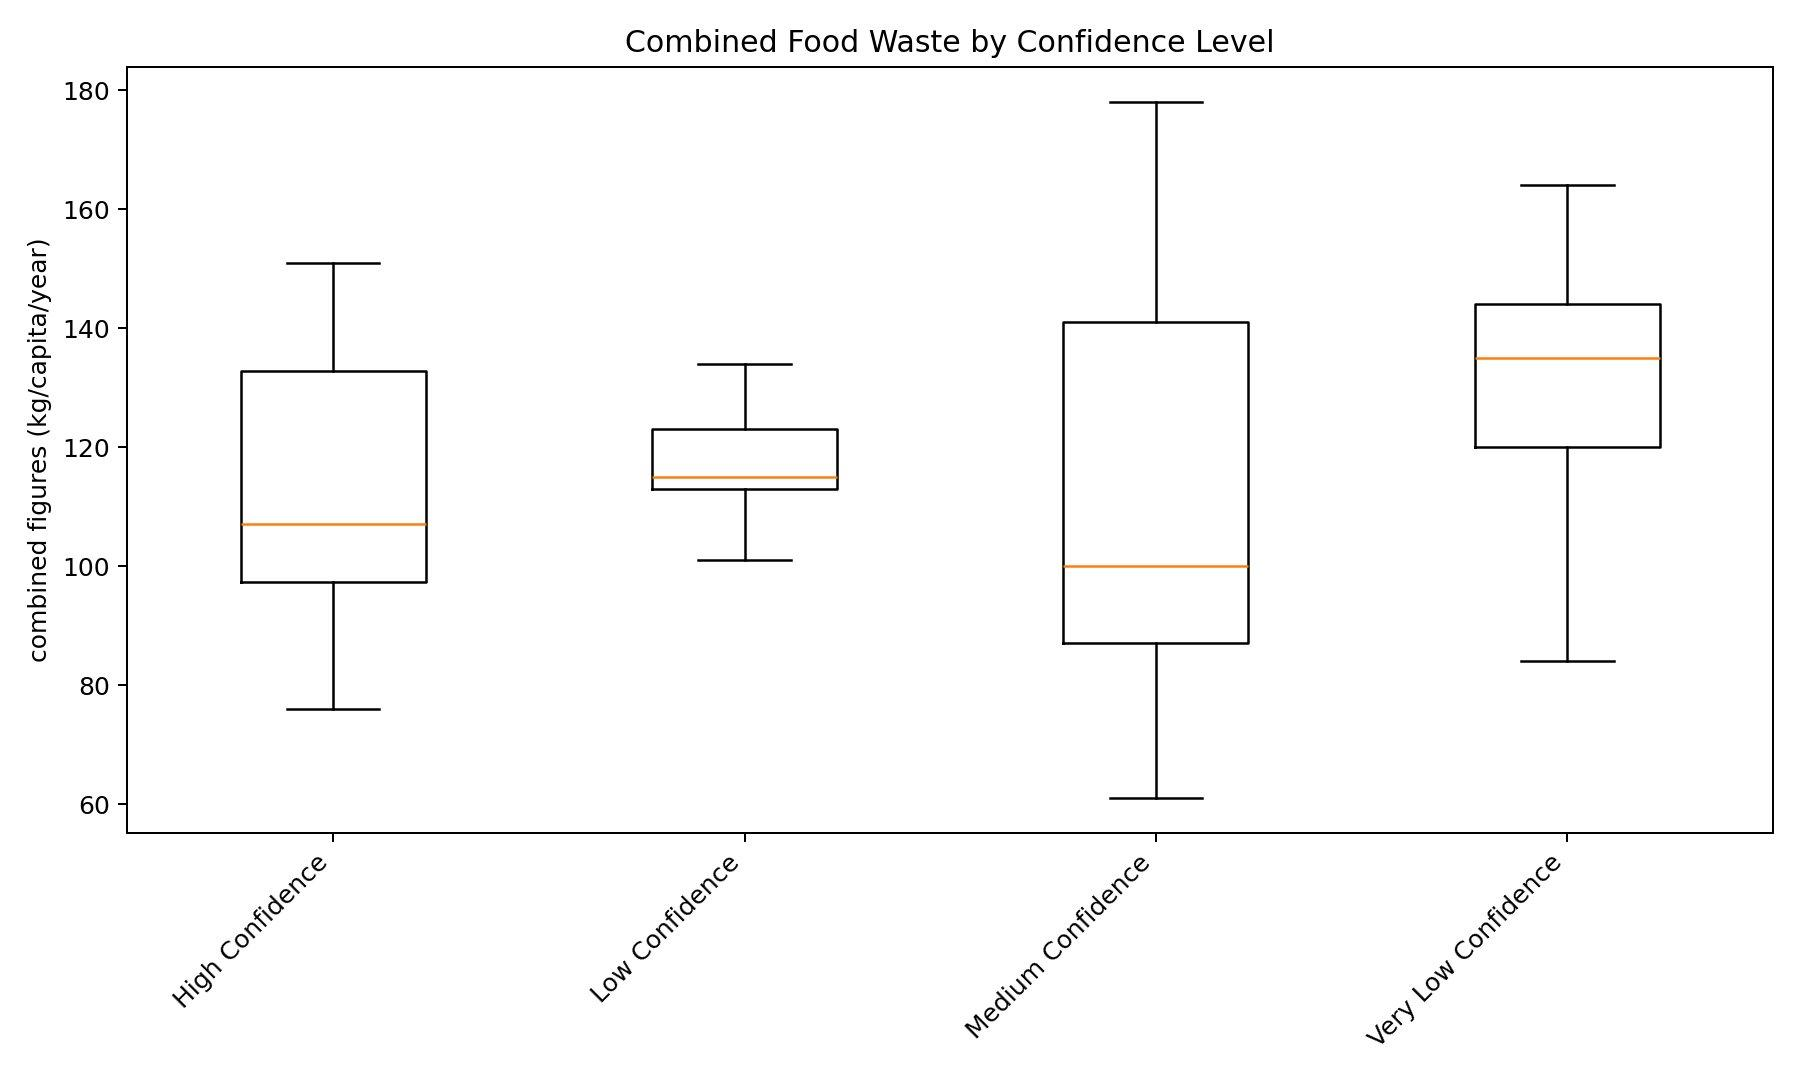 Combined Food Waste by Confidence Level
combined figures (kg/capita/year)
180
160
140
120
100
80
60
High Confidence
Low Confidence
Medium Confidence
Very Low Confidence